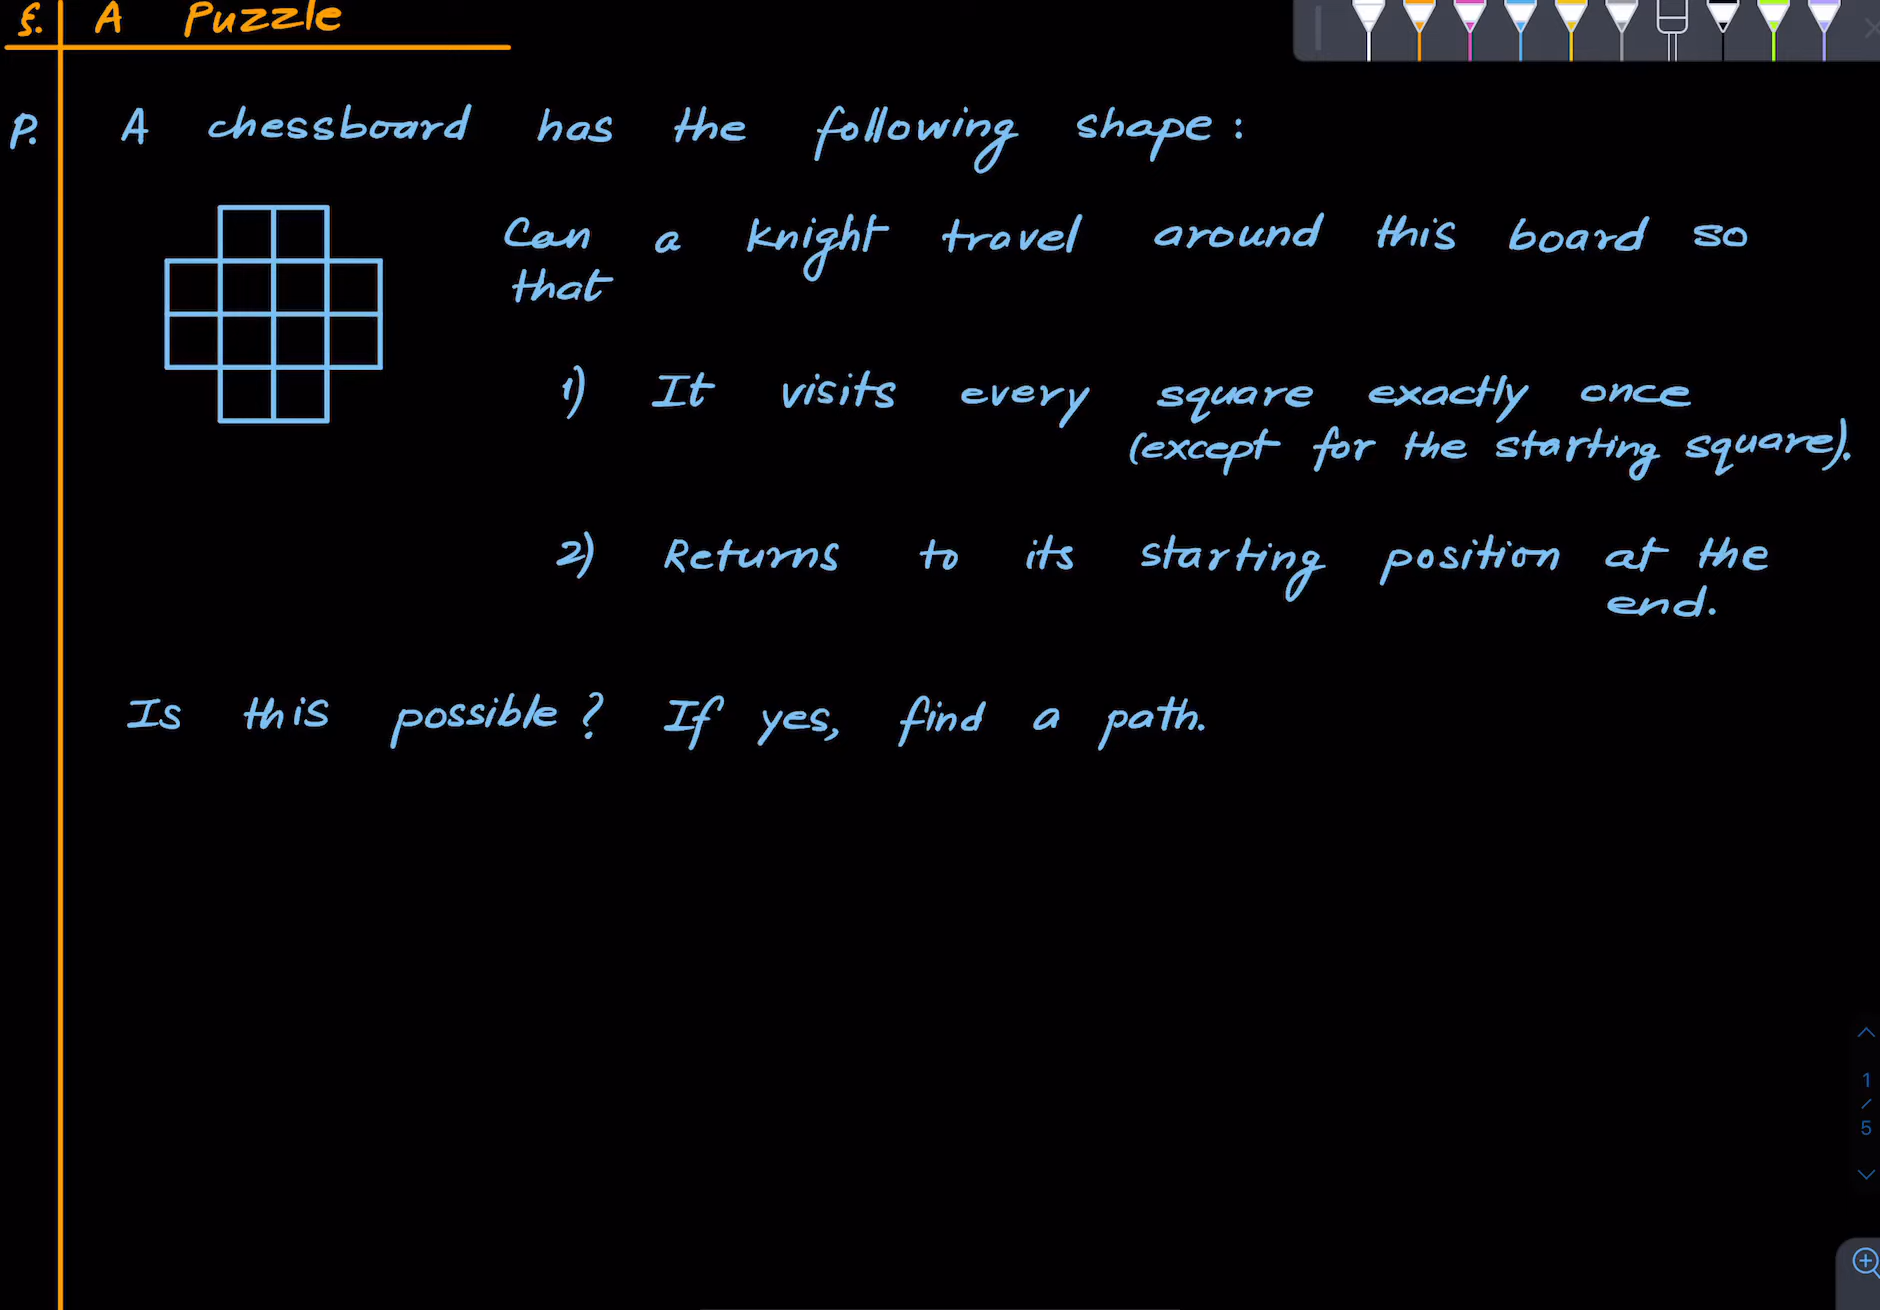 §. A Puzzle
P. A chessboard has the following shape:
Can a knight travel around this board so
that
1) It visits every square exactly once
(except for the starting square).
2) Returns to its starting position at the
end.
Is this possible? If yes, find a path.
1
/
5